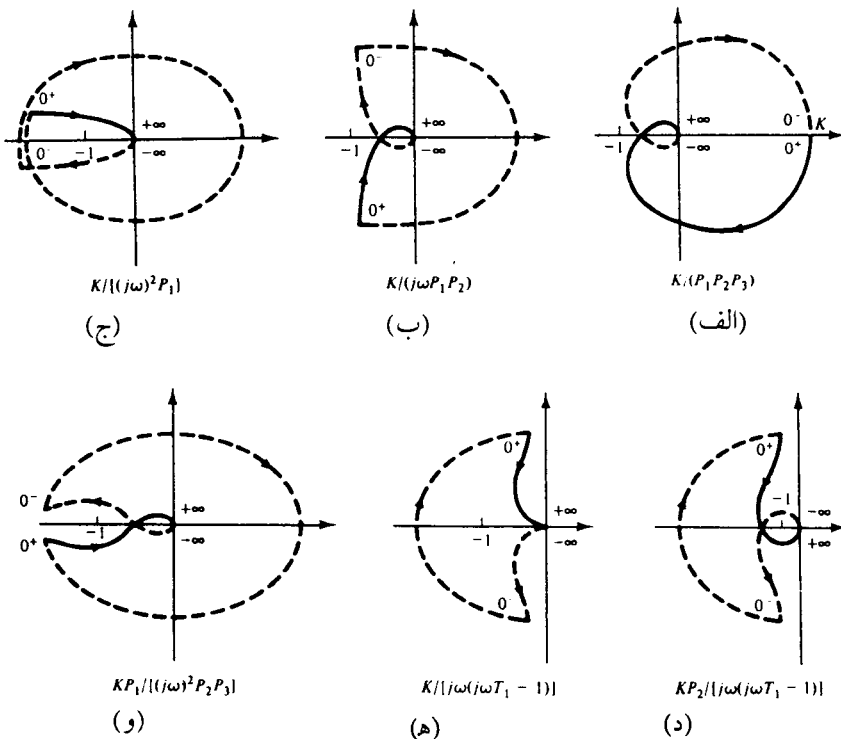 0⁺
+∞
-1
0⁻
-∞
K/[(jω)²P₁]
(ج)
0⁻
+∞
-1
-∞
0⁺
K/(jωP₁P₂)
(ب)
+∞
0⁻
K
-1
-∞
0⁺
K/(P₁P₂P₃)
(الف)
0⁻
+∞
-1
0⁺
-∞
KP₁/[(jω)²P₂P₃]
(و)
0⁺
+∞
-1
-∞
0⁻
K/[jω(jωT₁ - 1)]
(ه)
0⁺
-1
-∞
+∞
0⁻
KP₂/[jω(jωT₁ - 1)]
(د)